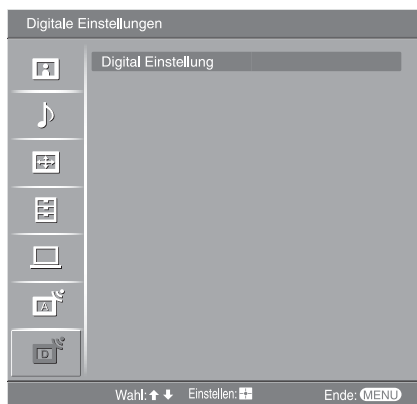 Digitale Einstellungen
Digital Einstellung
A
D
Wahl: Einstellen: Ende: MENU